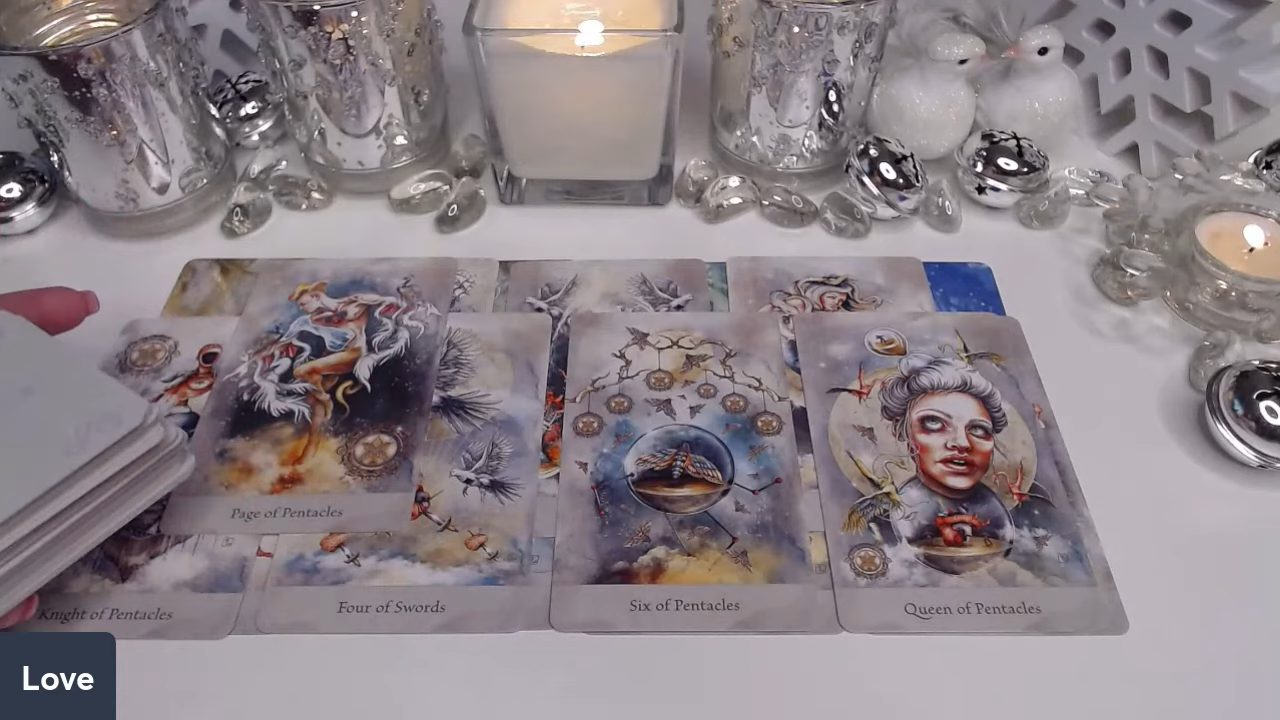 Page of Pentacles
Knight of Pentacles
Four of Swords
Six of Pentacles
Queen of Pentacles
Love